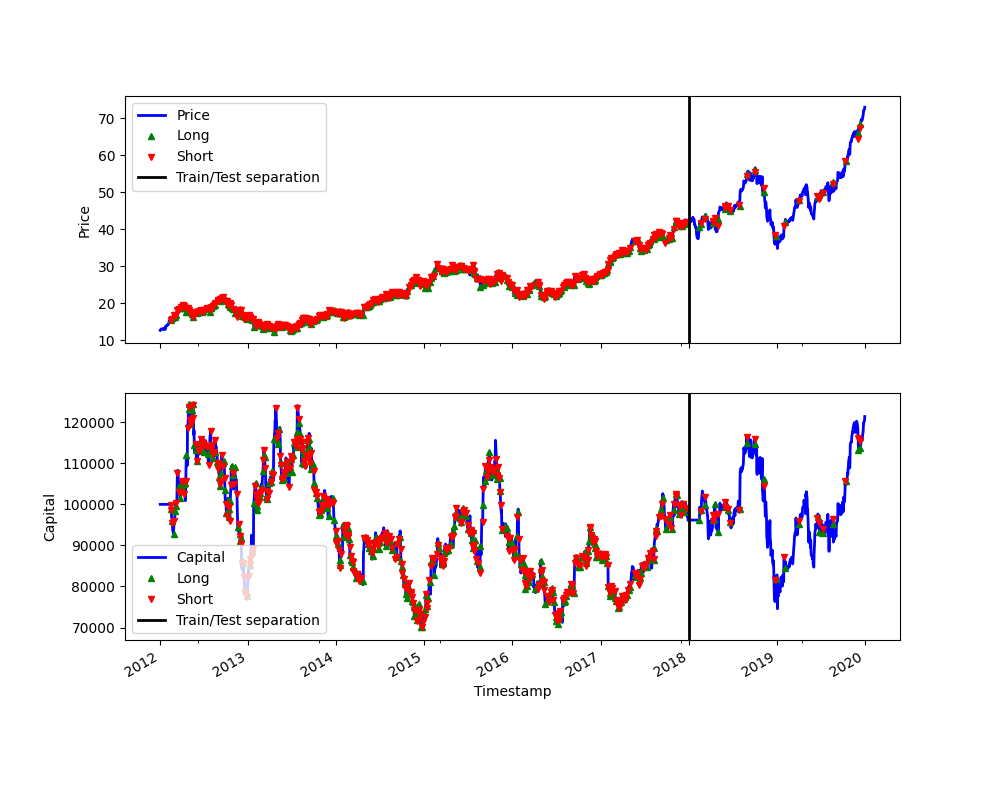 Price
Long
Short
Train/Test separation
70
60
50
40
30
20
10
Price
Capital
Long
Short
Train/Test separation
120000
110000
100000
90000
80000
70000
Capital
2012 2013 2014 2015 2016 2017 2018 2019 2020
Timestamp